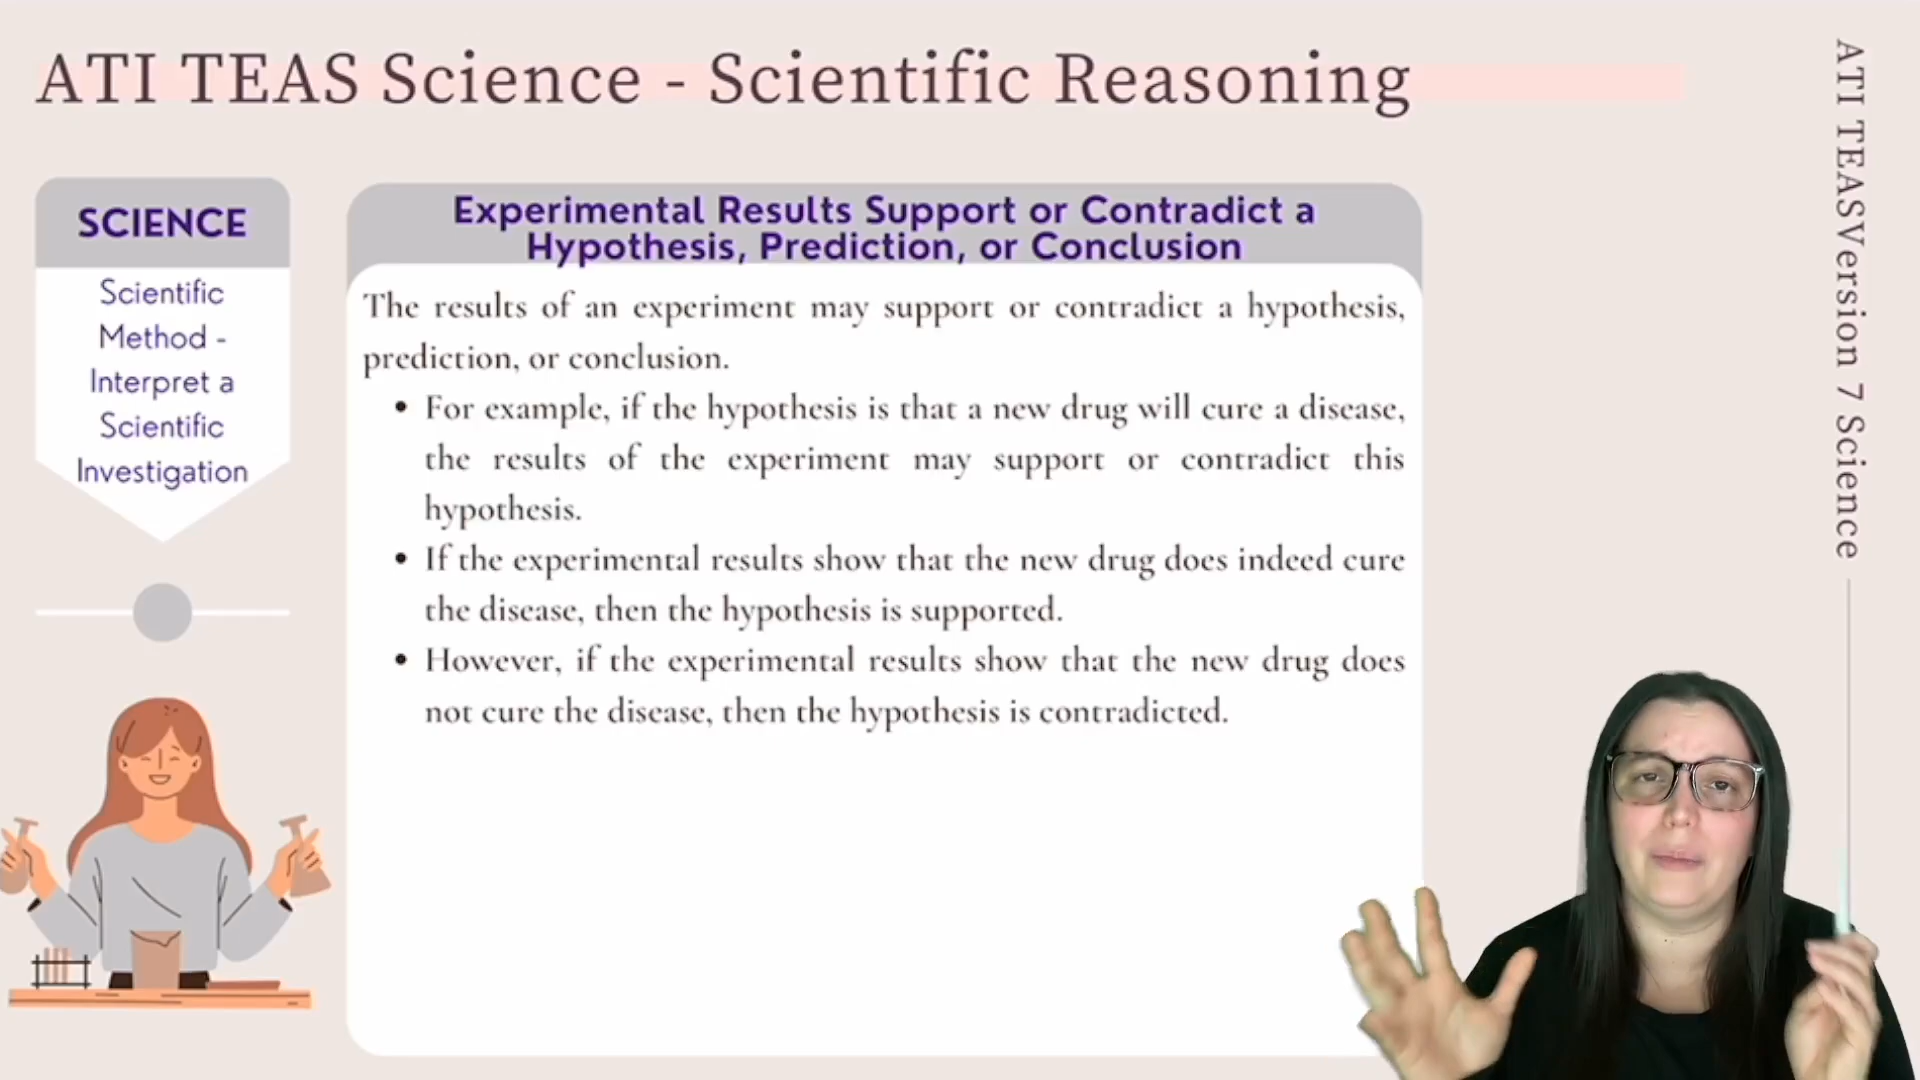 ATI TEAS Science - Scientific Reasoning
SCIENCE
Scientific
Method -
Interpret a
Scientific
Investigation
Experimental Results Support or Contradict a
Hypothesis, Prediction, or Conclusion
The results of an experiment may support or contradict a hypothesis,
prediction, or conclusion.
• For example, if the hypothesis is that a new drug will cure a disease,
the results of the experiment may support or contradict this
hypothesis.
• If the experimental results show that the new drug does indeed cure
the disease, then the hypothesis is supported.
• However, if the experimental results show that the new drug does
not cure the disease, then the hypothesis is contradicted.
ATI TEASVersion 7 Science